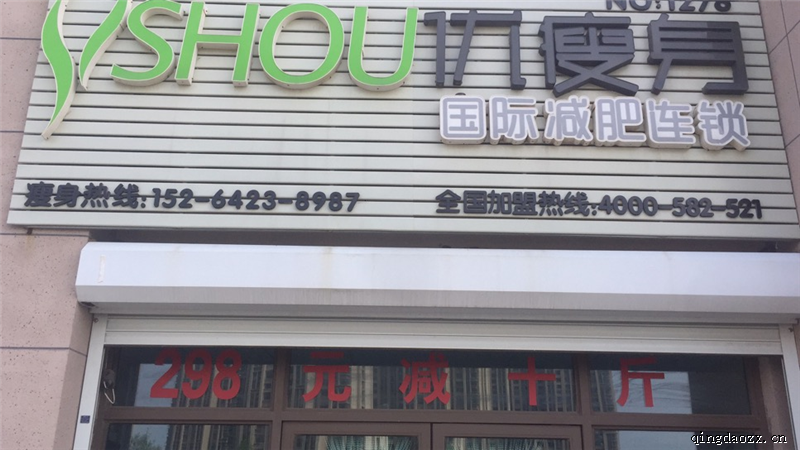 NO:1276
YSHOU优瘦身
国际减肥连锁
瘦身热线:152-6423-8987 全国加盟热线:4000-582-521
298元减十斤
qingdaozz.cn